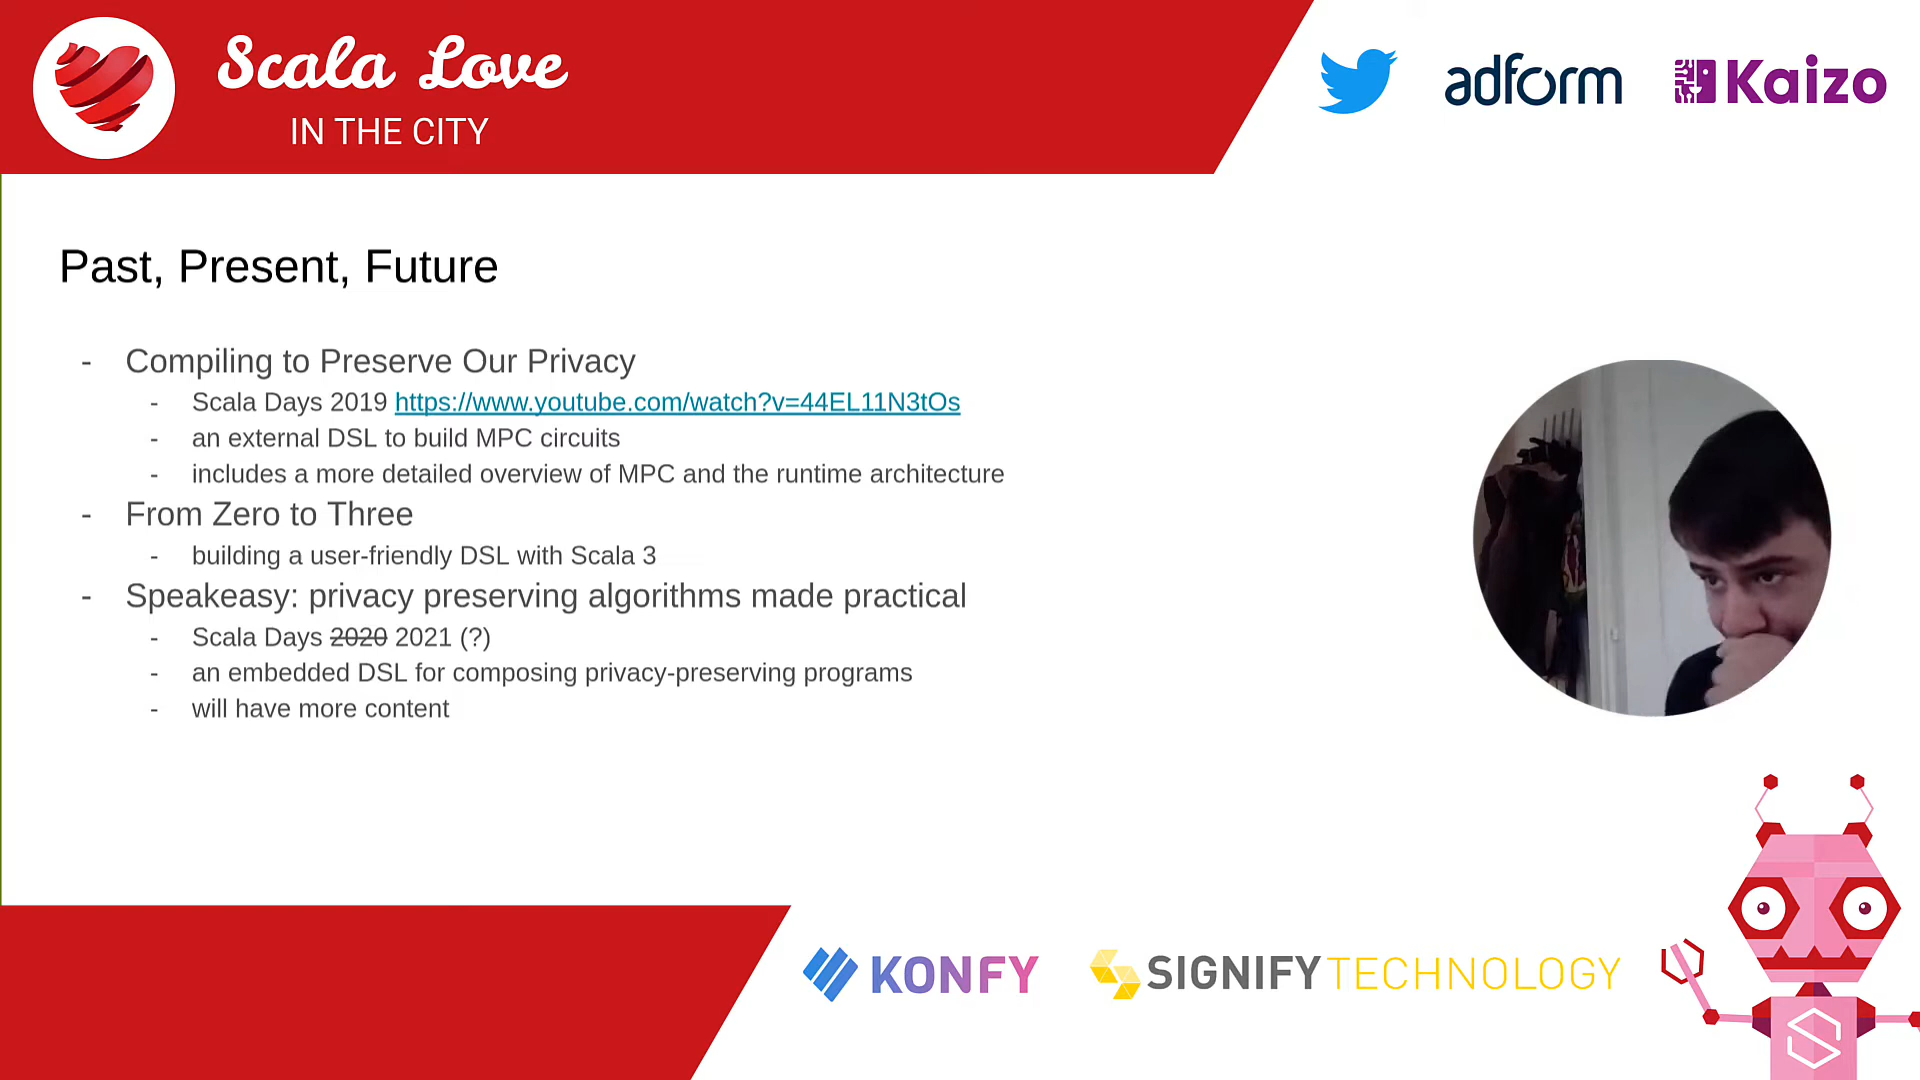 Scala Love
IN THE CITY
adform
Kaizo
Past, Present, Future
- Compiling to Preserve Our Privacy
- Scala Days 2019 https://www.youtube.com/watch?v=44EL11N3tOs
- an external DSL to build MPC circuits
- includes a more detailed overview of MPC and the runtime architecture
- From Zero to Three
- building a user-friendly DSL with Scala 3
- Speakeasy: privacy preserving algorithms made practical
- Scala Days 2020 2021 (?)
- an embedded DSL for composing privacy-preserving programs
- will have more content
KONFY
SIGNIFY TECHNOLOGY